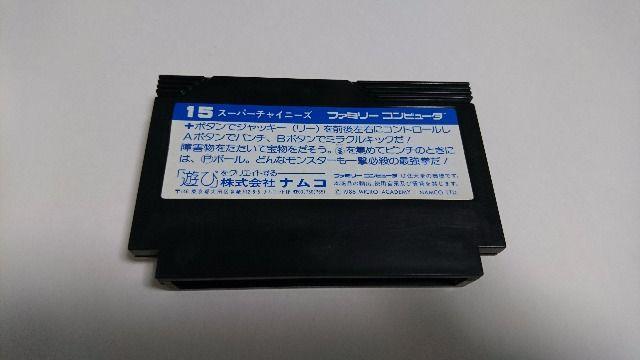 15 スーパーチャイニーズ ファミリー コンピュータ
+ボタンでジャッキー(リー)を前後左右にコントロールし
Aボタンでパンチ、Bボタンでミラクルキックだ!
障害物をたたいて宝物をだそう。を集めてピンチのときに
は、Ⓟボール。どんなモンスターも一撃必殺の最強拳だ!
「遊び」をクリエイトする
株式会社 ナムコ
ファミリー コンピュータ は任天堂の商標です。
© 1986 MICRO ACADEMY NAMCO LTD.